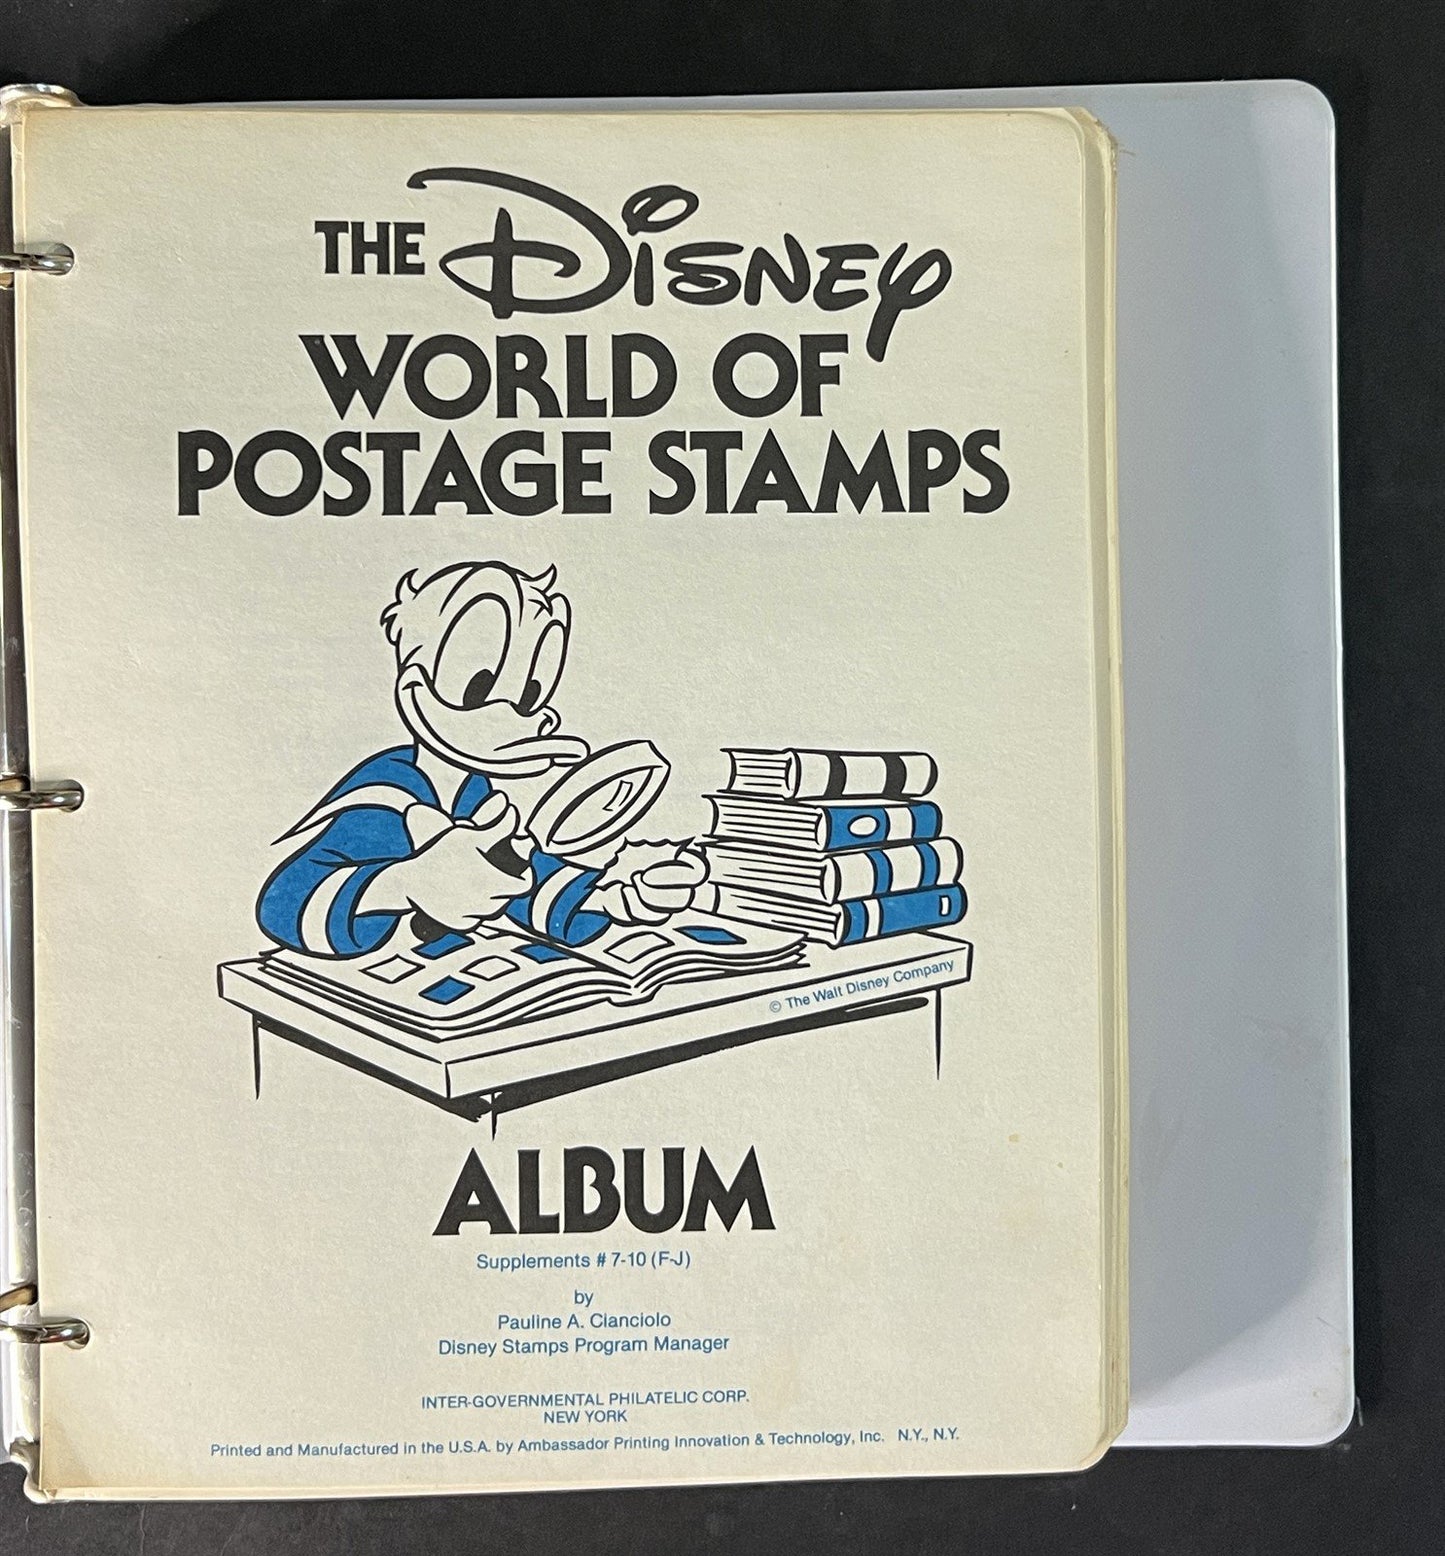 THE Disney
WORLD OF
POSTAGE STAMPS
© The Walt Disney Company
ALBUM
Supplements # 7-10 (F-J)
by
Pauline A. Cianciolo
Disney Stamps Program Manager
INTER-GOVERNMENTAL PHILATELIC CORP.
NEW YORK
Printed and Manufactured in the U.S.A. by Ambassador Printing Innovation & Technology, Inc. N.Y., N.Y.